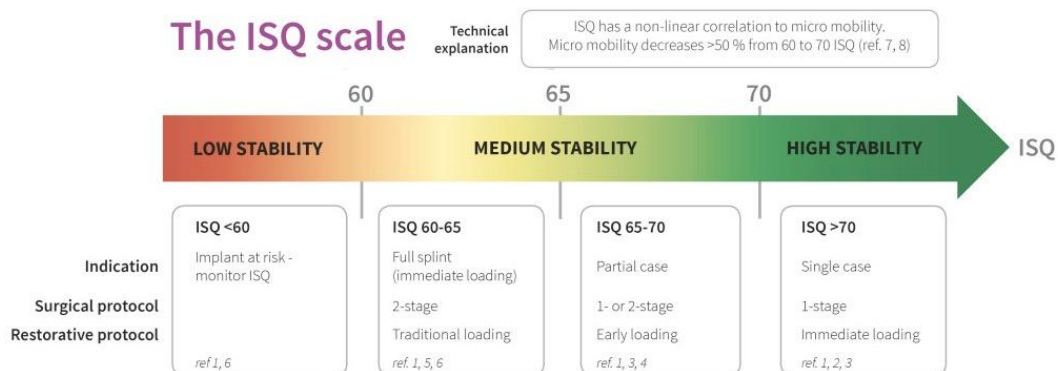 The ISQ scale
Technical
explanation
ISQ has a non-linear correlation to micro mobility.
Micro mobility decreases >50 % from 60 to 70 ISQ (ref. 7, 8)
60
65
70
LOW STABILITY
MEDIUM STABILITY
HIGH STABILITY
ISQ
ISQ <60
ISQ 60-65
ISQ 65-70
ISQ >70
Indication
Implant at risk -
monitor ISQ
Full splint
(immediate loading)
Partial case
Single case
Surgical protocol
2-stage
1- or 2-stage
1-stage
Restorative protocol
Traditional loading
Early loading
Immediate loading
ref 1, 6
ref. 1, 5, 6
ref. 1, 3, 4
ref. 1, 2, 3